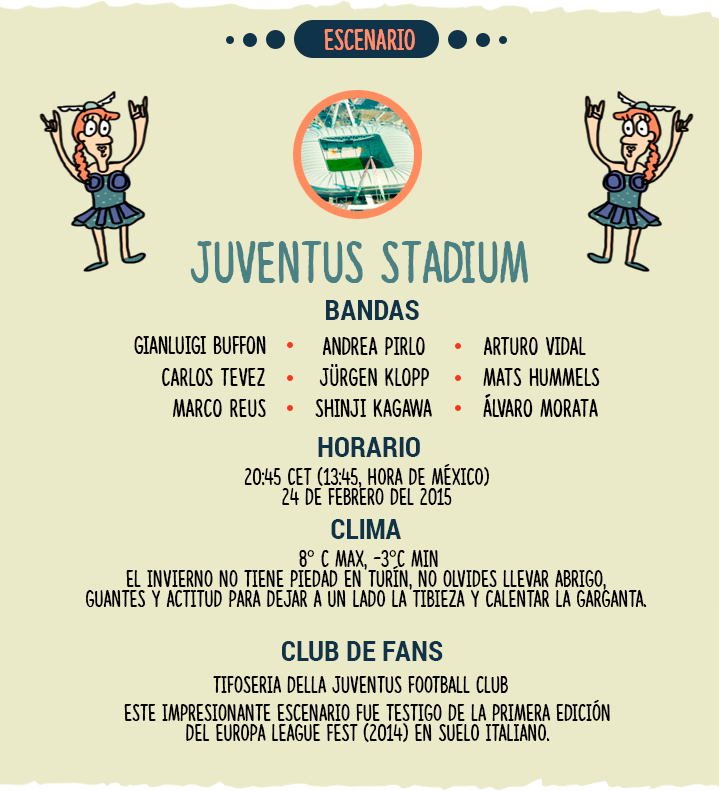 ESCENARIO
JUVENTUS STADIUM
BANDAS
GIANLUIGI BUFFON • ANDREA PIRLO • ARTURO VIDAL
CARLOS TEVEZ • JÜRGEN KLOPP • MATS HUMMELS
MARCO REUS • SHINJI KAGAWA • ÁLVARO MORATA
HORARIO
20:45 CET (13:45, HORA DE MÉXICO)
24 DE FEBRERO DEL 2015
CLIMA
8° C MAX, -3°C MIN
EL INVIERNO NO TIENE PIEDAD EN TURÍN, NO OLVIDES LLEVAR ABRIGO,
GUANTES Y ACTITUD PARA DEJAR A UN LADO LA TIBIEZA Y CALENTAR LA GARGANTA.
CLUB DE FANS
TIFOSERIA DELLA JUVENTUS FOOTBALL CLUB
ESTE IMPRESIONANTE ESCENARIO FUE TESTIGO DE LA PRIMERA EDICIÓN
DEL EUROPA LEAGUE FEST (2014) EN SUELO ITALIANO.